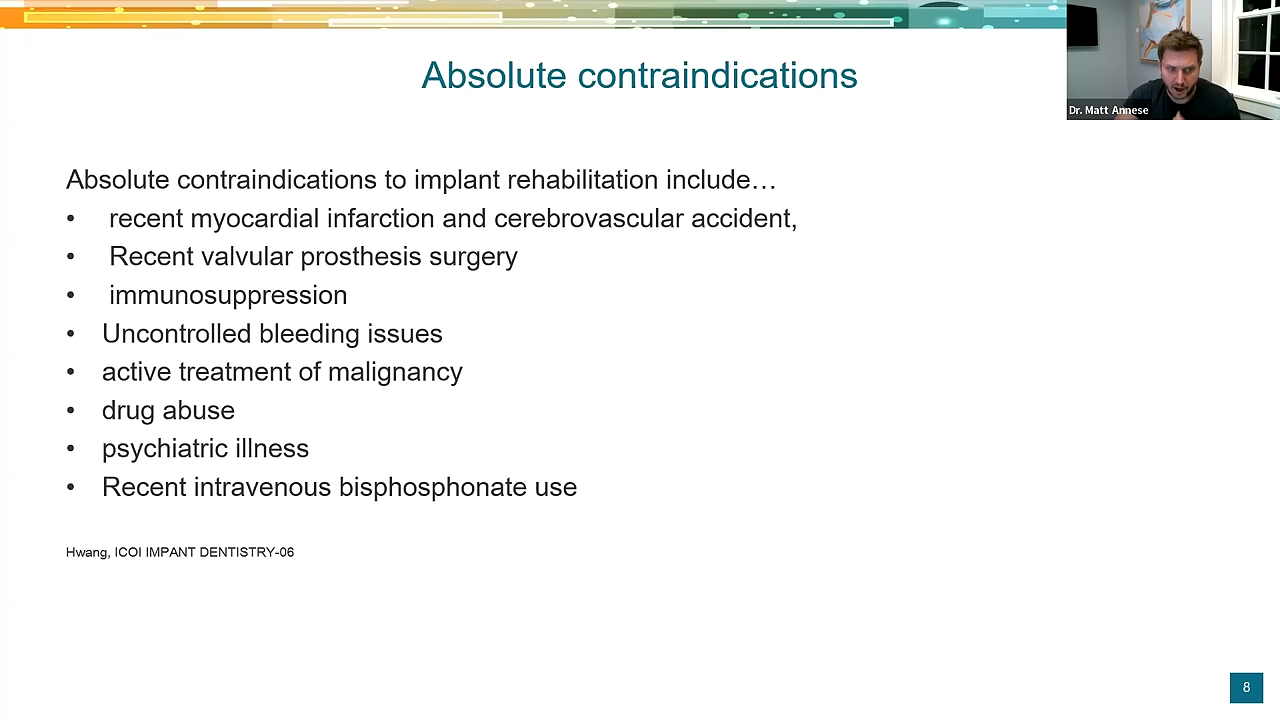 Absolute contraindications
Dr. Matt Annese
Absolute contraindications to implant rehabilitation include…
• recent myocardial infarction and cerebrovascular accident,
• Recent valvular prosthesis surgery
• immunosuppression
• Uncontrolled bleeding issues
• active treatment of malignancy
• drug abuse
• psychiatric illness
• Recent intravenous bisphosphonate use
Hwang, ICOI IMPANT DENTISTRY-06
8